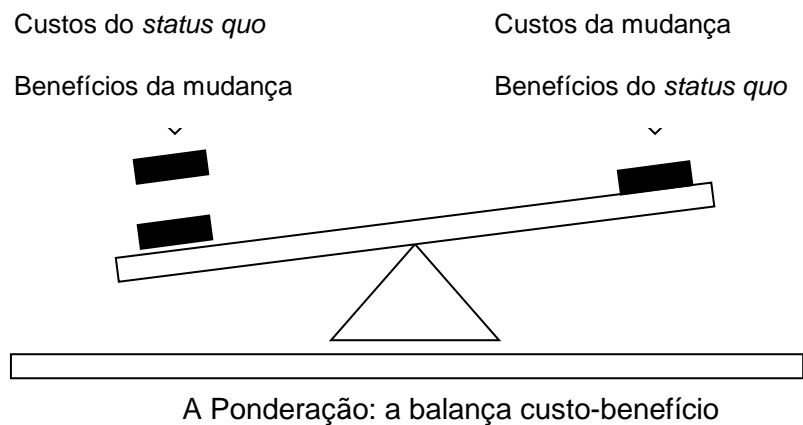 Custos do status quo
Custos da mudança
Benefícios da mudança
Benefícios do status quo
A Ponderação: a balança custo-benefício